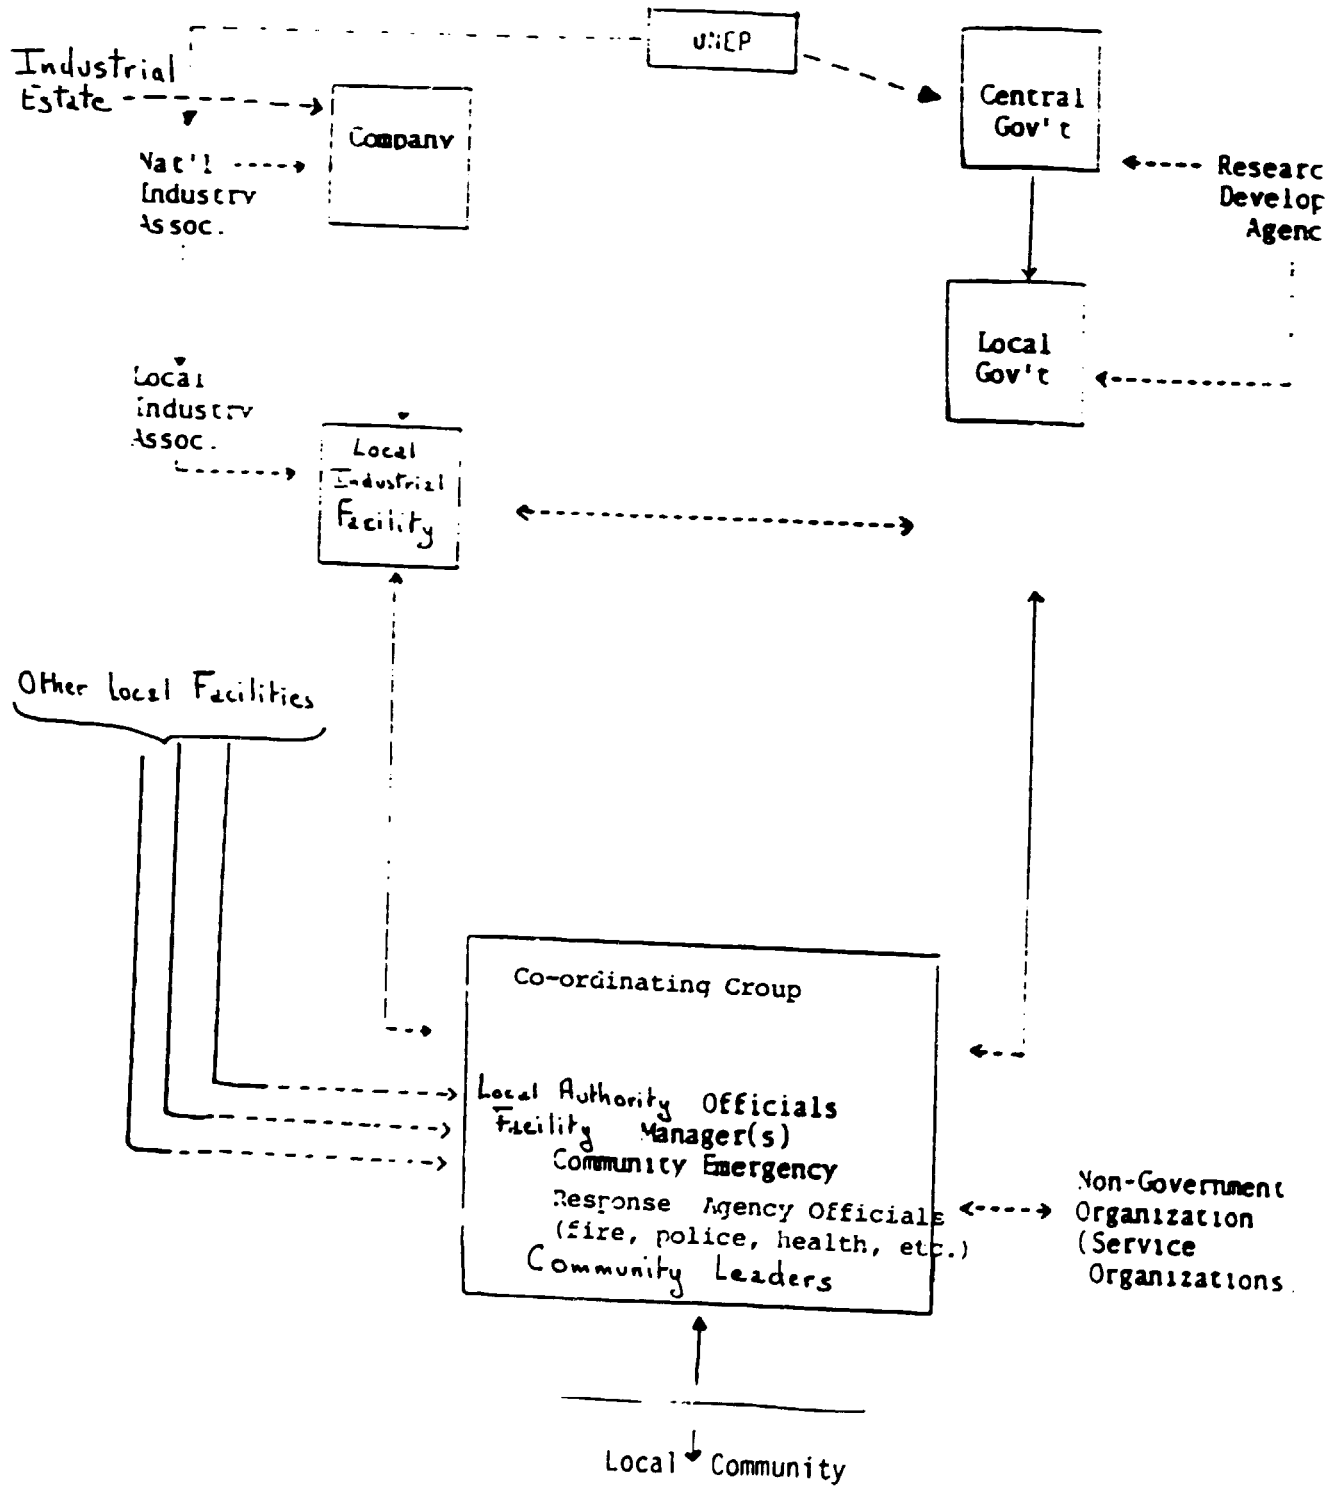 UNEP
Industrial
Estate
Company
Central
Gov't
Nat'l
Industry
Assoc.
Researc
Develop
Agenc
Local
Gov't
Local
Industry
Assoc.
Local
Industrial
Facility
Other Local Facilities
Co-ordinating Group
Local Authority Officials
Facility Manager(s)
Community Emergency
Response Agency Officials
(fire, police, health, etc.)
Community Leaders
Non-Government
Organization
(Service
Organizations
Local Community